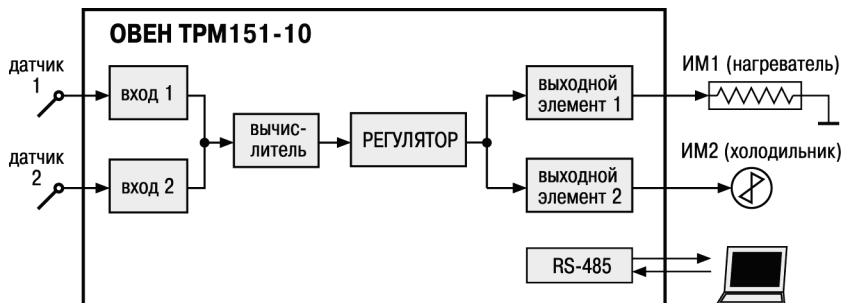 ОВЕН ТРМ151-10
датчик
1
вход 1
датчик
2
вход 2
вычис-
литель
РЕГУЛЯТОР
выходной
элемент 1
выходной
элемент 2
RS-485
ИМ1 (нагреватель)
ИМ2 (холодильник)